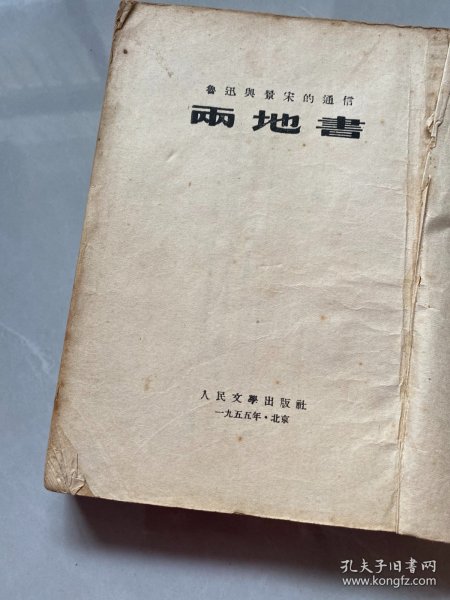 魯迅與景宋的通信
兩地書
人民文學出版社
一九五五年·北京
孔夫子旧书网
www.kongfz.com